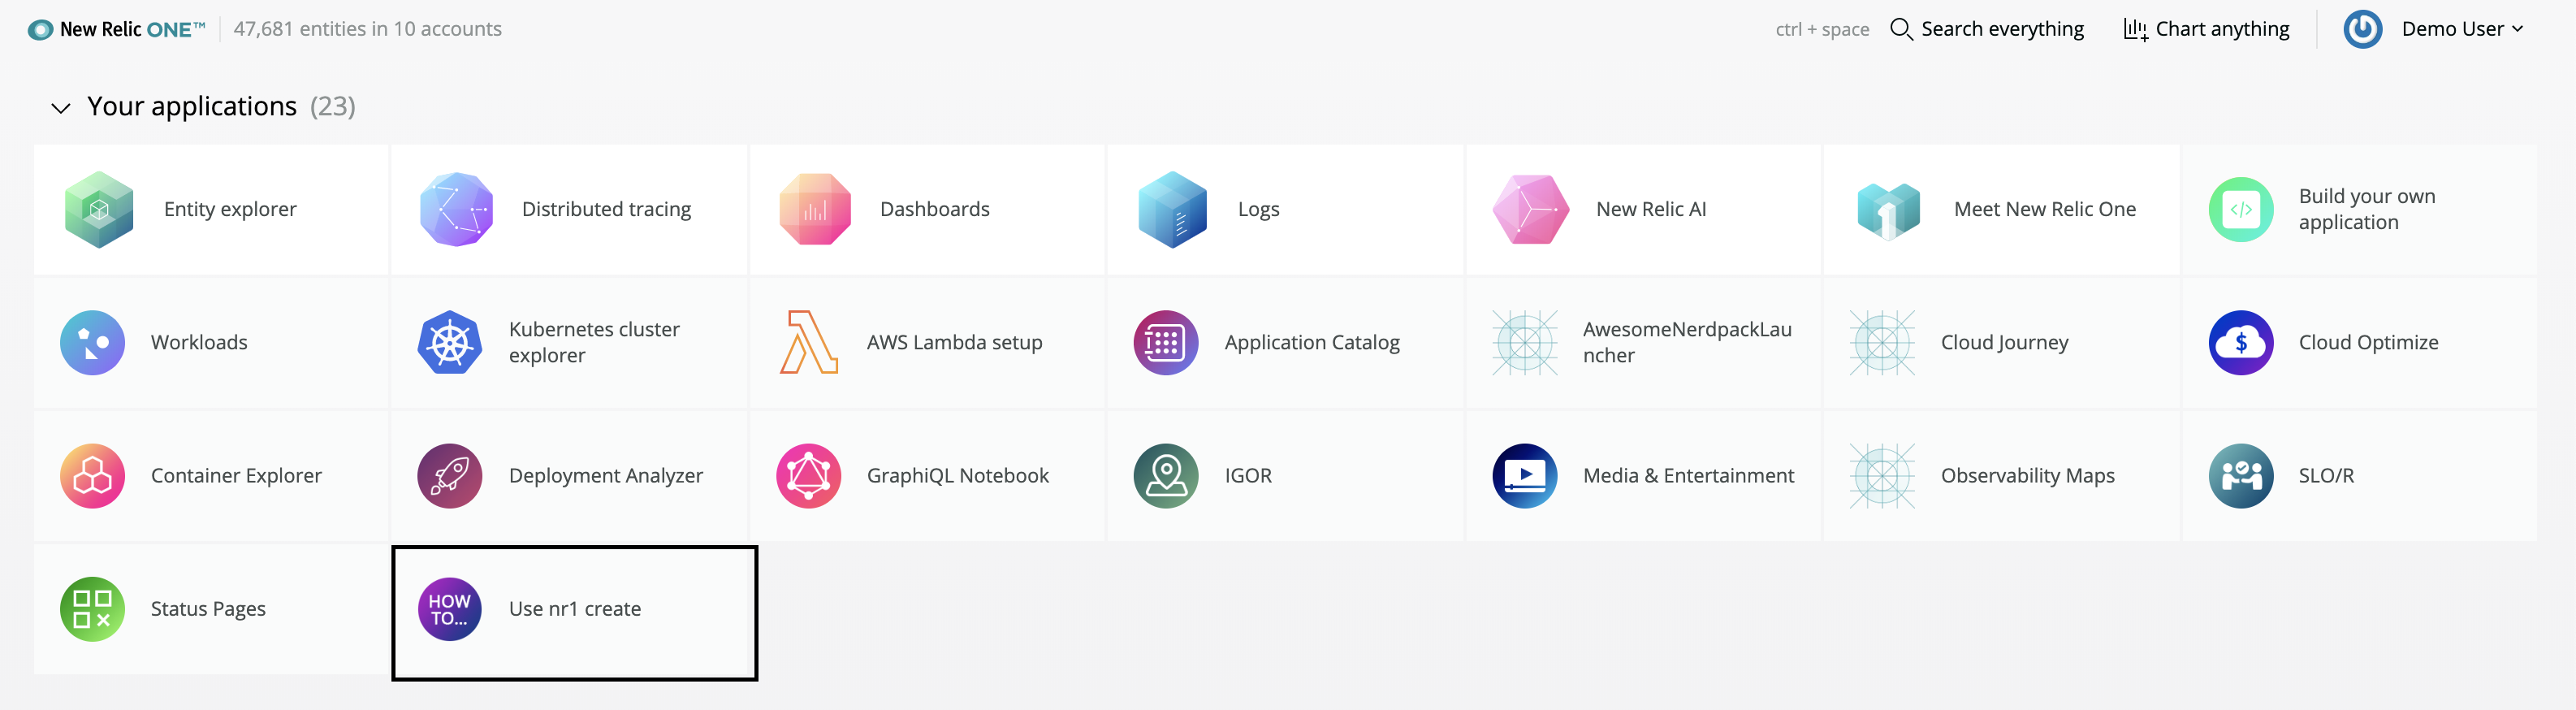 New Relic ONE™ 47,681 entities in 10 accounts ctrl + space Search everything Chart anything Demo User
Your applications (23)
Entity explorer
Distributed tracing
Dashboards
Logs
New Relic AI
Meet New Relic One
Build your own
application
Workloads
Kubernetes cluster
explorer
AWS Lambda setup
Application Catalog
AwesomeNerdpackLau
ncher
Cloud Journey
$
Cloud Optimize
Container Explorer
Deployment Analyzer
GraphiQL Notebook
IGOR
Media & Entertainment
Observability Maps
SLO/R
Status Pages
HOW
TO...
Use nr1 create